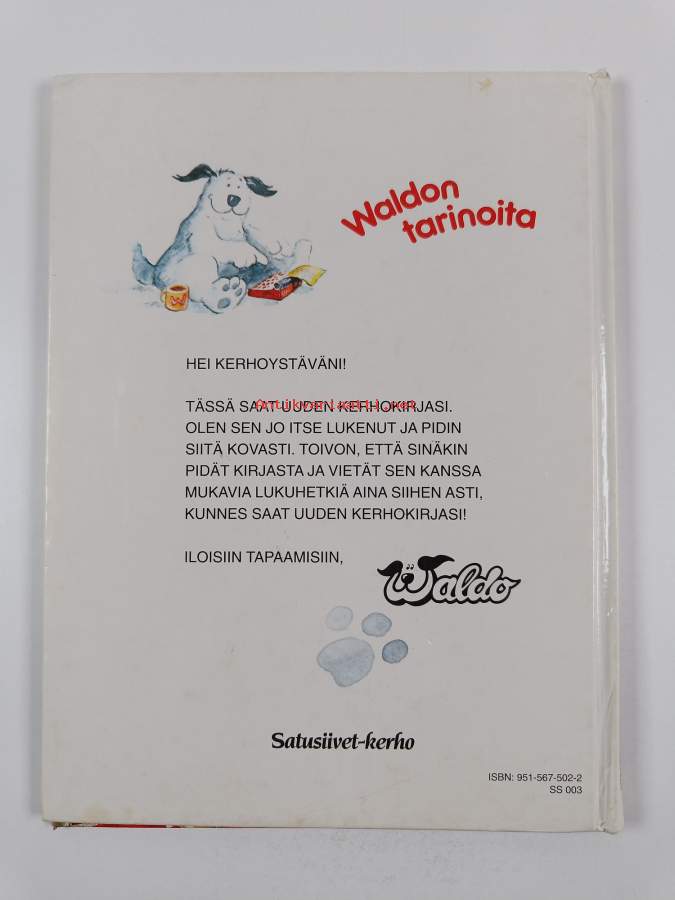 Waldon
tarinoita
HEI KERHOYSTÄVÄNI!
TÄSSÄ SAAT UUDEN KERHOKIRJASI.
Antikvariaatti.net
OLEN SEN JO ITSE LUKENUT JA PIDIN
SIITÄ KOVASTI. TOIVON, ETTÄ SINÄKIN
PIDÄT KIRJASTA JA VIETÄT SEN KANSSA
MUKAVIA LUKUHETKIÄ AINA SIIHEN ASTI,
KUNNES SAAT UUDEN KERHOKIRJASI!
ILOISIIN TAPAAMISIIN,
Waldo
Satusiivet-kerho
ISBN: 951-567-502-2
SS 003